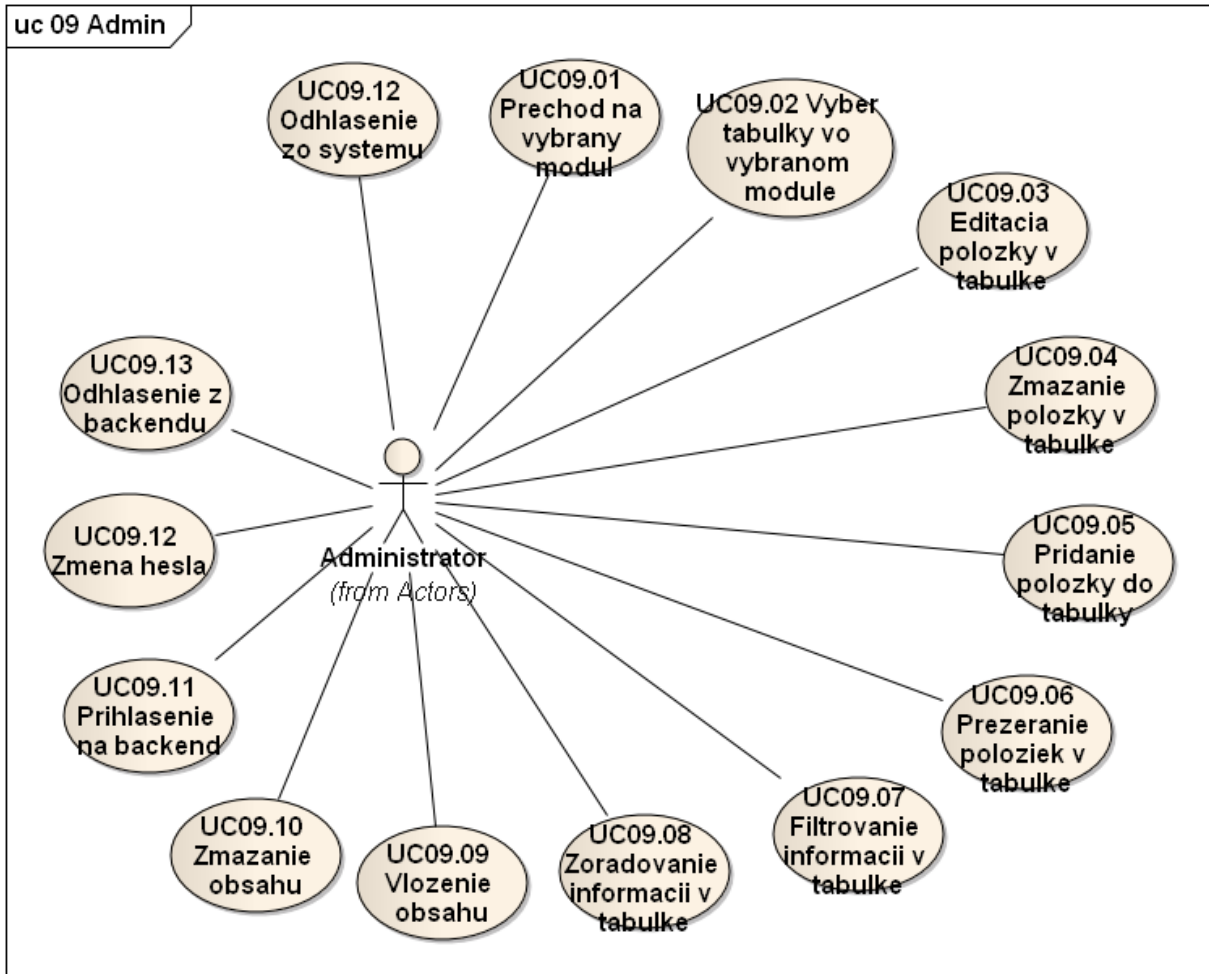 uc 09 Admin
UC09.12
Odhlasenie
zo systemu
UC09.01
Prechod na
vybrany
modul
UC09.02 Vyber
tabulky vo
vybranom
module
UC09.03
Editacia
polozky v
tabulke
UC09.04
Zmazanie
polozky v
tabulke
UC09.05
Pridanie
polozky do
tabulky
UC09.06
Prezeranie
poloziek v
tabulke
UC09.07
Filtrovanie
informacii v
tabulke
UC09.08
Zoradovanie
informacii v
tabulke
UC09.09
Vlozenie
obsahu
UC09.10
Zmazanie
obsahu
UC09.11
Prihlasenie
na backend
UC09.12
Zmena hesla
UC09.13
Odhlasenie z
backendu
Administrator
(from Actors)